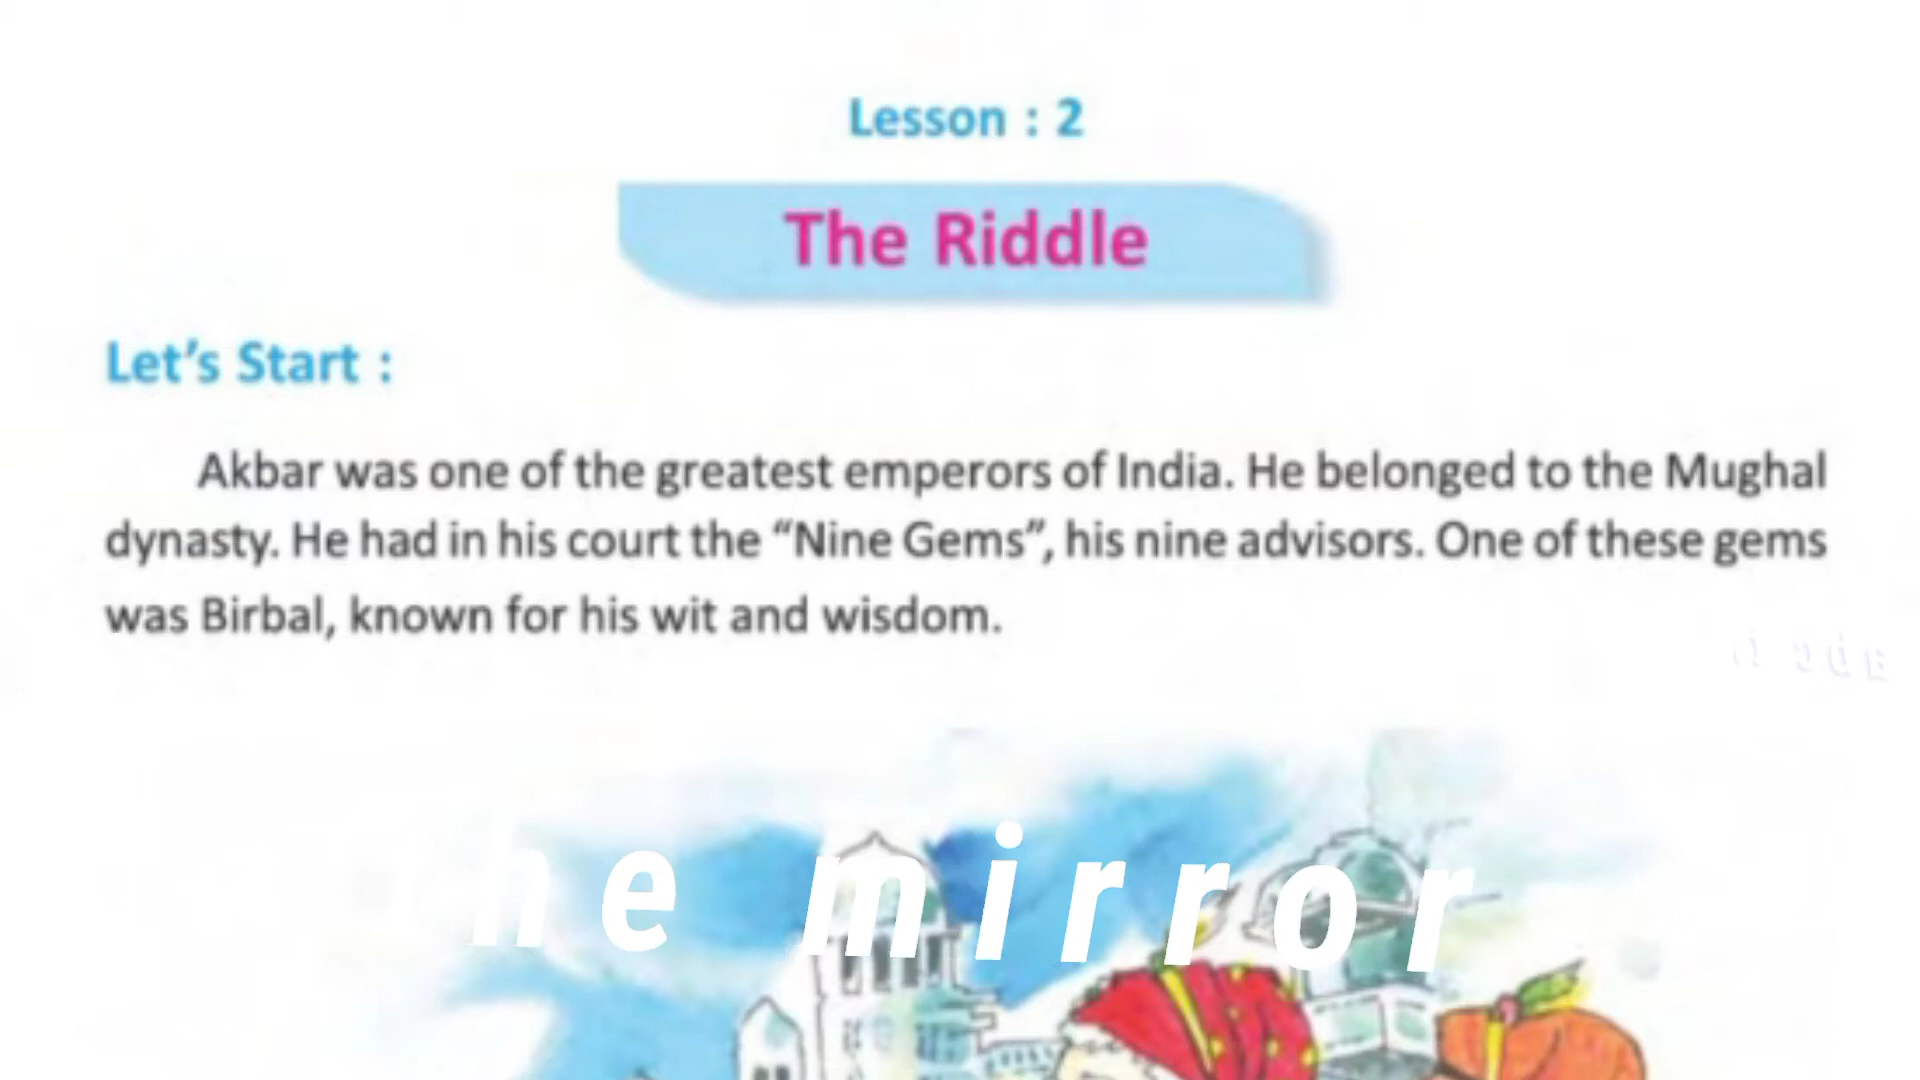 Lesson : 2
The Riddle
Let's Start :
Akbar was one of the greatest emperors of India. He belonged to the Mughal
dynasty. He had in his court the “Nine Gems”, his nine advisors. One of these gems
was Birbal, known for his wit and wisdom.
he mirror